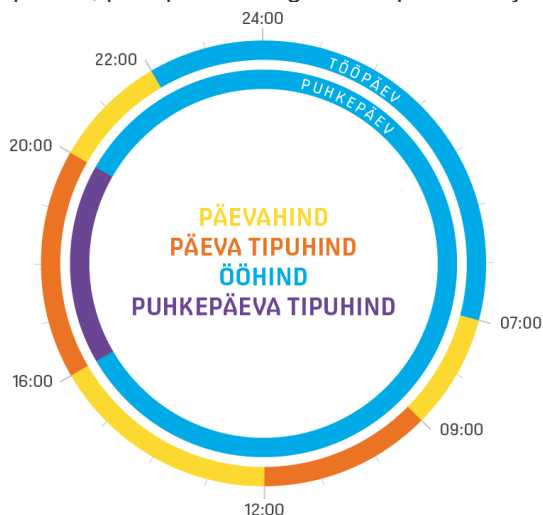 24:00
22:00
TÖÖPÄEV
PUHKEPÄEV
20:00
PÄEVAHIND
PÄEVA TIPUHIND
ÖÖHIND
PUHKEPÄEVA TIPUHIND
07:00
16:00
09:00
12:00